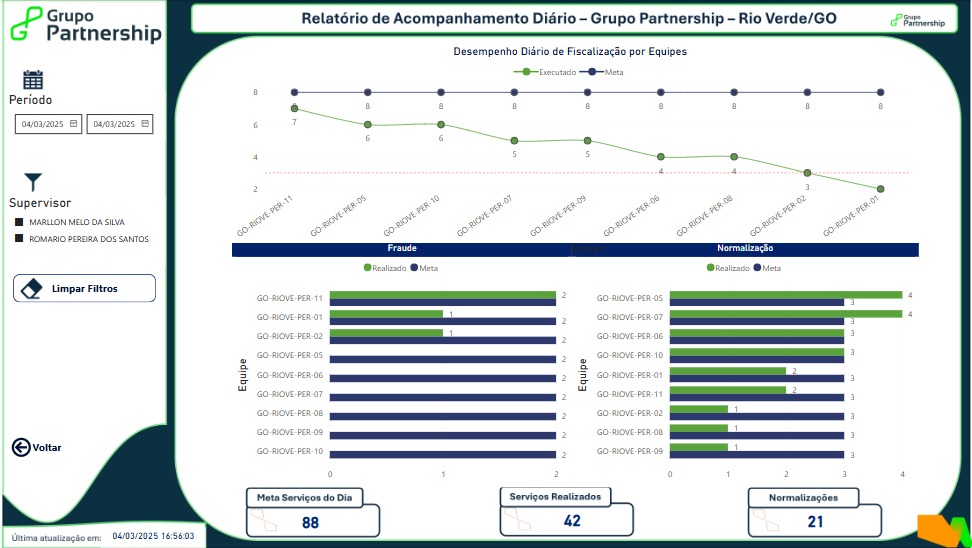 Grupo
Partnership
Relatório de Acompanhamento Diário – Grupo Partnership – Rio Verde/GO
Grupo
Partnership
Desempenho Diário de Fiscalização por Equipes
Executado Meta
Período
04/03/2025 04/03/2025
8
6
4
2
8 8 8 8 8 8 8 8
7 6 6 5 5 4 4 3
GO-RIOVE-PER-11
GO-RIOVE-PER-05
GO-RIOVE-PER-10
GO-RIOVE-PER-07
GO-RIOVE-PER-09
GO-RIOVE-PER-06
GO-RIOVE-PER-08
GO-RIOVE-PER-02
GO-RIOVE-PER-01
Supervisor
MARLLON MELO DA SILVA
ROMARIO PEREIRA DOS SANTOS
Limpar Filtros
Fraude
Realizado Meta
Equipe
GO-RIOVE-PER-11 2
GO-RIOVE-PER-01 1 2
GO-RIOVE-PER-02 1 2
GO-RIOVE-PER-05 2
GO-RIOVE-PER-06 2
GO-RIOVE-PER-07 2
GO-RIOVE-PER-08 2
GO-RIOVE-PER-09 2
GO-RIOVE-PER-10 2
0 1 2
Normalização
Realizado Meta
Equipe
GO-RIOVE-PER-05 4 3
GO-RIOVE-PER-07 4 3
GO-RIOVE-PER-06 3
GO-RIOVE-PER-10 3
GO-RIOVE-PER-01 2 3
GO-RIOVE-PER-11 2 3
GO-RIOVE-PER-02 1 3
GO-RIOVE-PER-08 1 3
GO-RIOVE-PER-09 1 3
0 1 2 3 4
Voltar
Meta Serviços do Dia
88
Serviços Realizados
42
Normalizações
21
Última atualização em: 04/03/2025 16:56:03